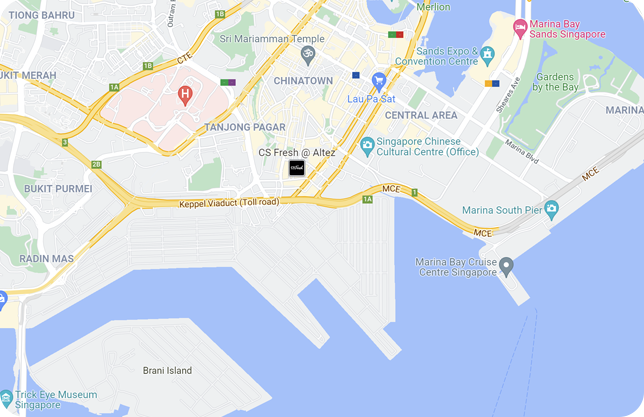 TIONG BAHRU
Outram R
Merlion
Marina Bay
Sands Singapore
1B
Sri Mariamman Temple
Sands Expo &
Convention Centre
CTE
UKIT MERAH
1B
1A
CHINATOWN
Gardens
by the Bay
Sheares Ave
H
Lau Pa Sat
MARINA
CENTRAL AREA
TANJONG PAGAR
3
Singapore Chinese
Cultural Centre (Office)
Marina Blvd
CS Fresh @ Altez
2B
MCE
BUKIT PURMEI
MCE
1
1A
Keppel Viaduct (Toll road)
Marina South Pier
MCE
RADIN MAS
Marina Bay Cruise
Centre Singapore
Brani Island
Trick Eye Museum
Singapore